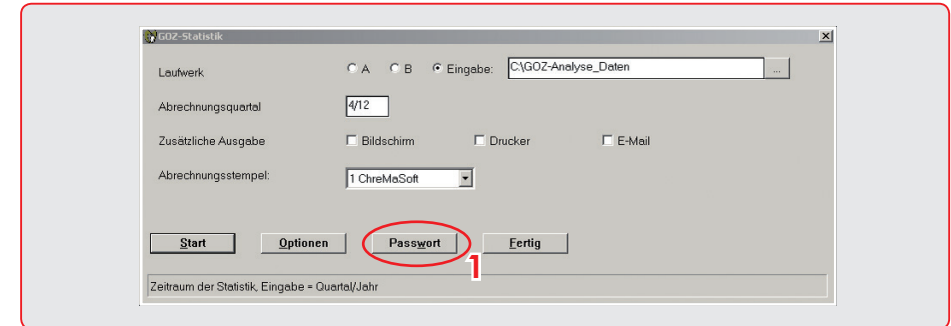 GOZ-Statistik
Laufwerk A B Eingabe: C:\GOZ-Analyse_Daten ...
Abrechnungsquartal 4/12
Zusätzliche Ausgabe Bildschirm Drucker E-Mail
Abrechnungsstempel: 1 ChreMaSoft
Start Optionen Passwort Fertig
1
Zeitraum der Statistik, Eingabe = Quartal/Jahr